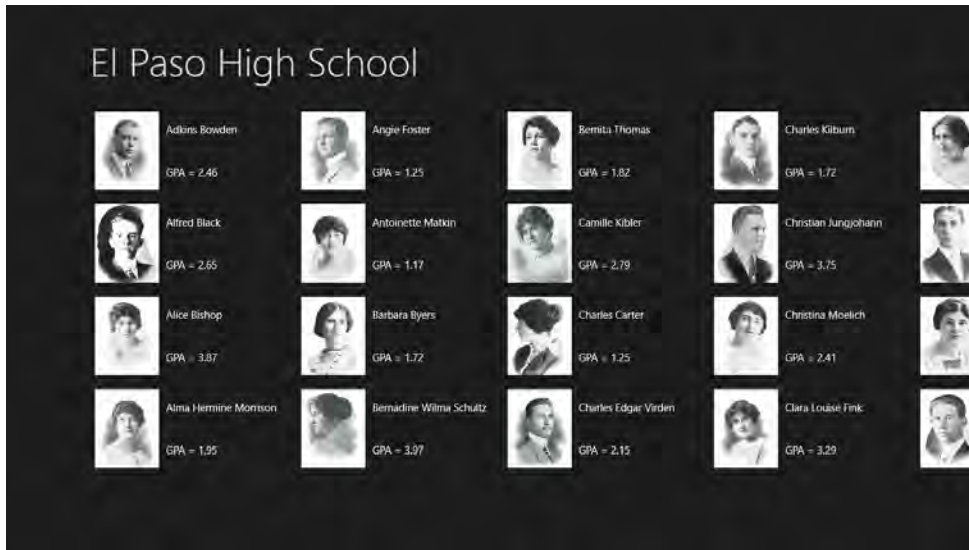 El Paso High School
Adkins Bowden
GPA = 2.46
Alfred Black
GPA = 2.65
Alice Bishop
GPA = 3.87
Alma Hermine Morrison
GPA = 1.95
Angie Foster
GPA = 1.25
Antoinette Matkin
GPA = 1.17
Barbara Byers
GPA = 1.72
Bernadine Wilma Schultz
GPA = 3.97
Bernita Thomas
GPA = 1.82
Camille Kibler
GPA = 2.79
Charles Carter
GPA = 1.25
Charles Edgar Virden
GPA = 2.15
Charles Kilburn
GPA = 1.72
Christian Jungjohann
GPA = 3.75
Christina Moelich
GPA = 2.41
Clara Louise Fink
GPA = 3.29